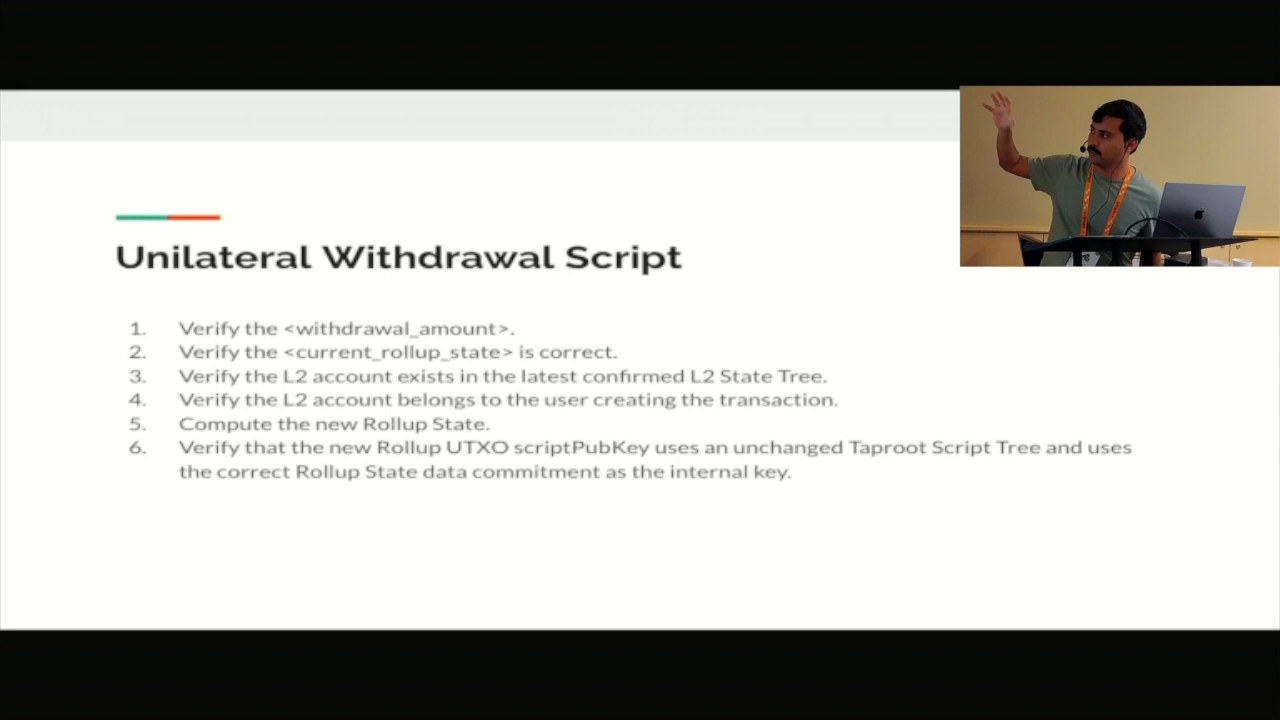 Unilateral Withdrawal Script
1. Verify the <withdrawal_amount>.
2. Verify the <current_rollup_state> is correct.
3. Verify the L2 account exists in the latest confirmed L2 State Tree.
4. Verify the L2 account belongs to the user creating the transaction.
5. Compute the new Rollup State.
6. Verify that the new Rollup UTXO scriptPubKey uses an unchanged Taproot Script Tree and uses
the correct Rollup State data commitment as the internal key.